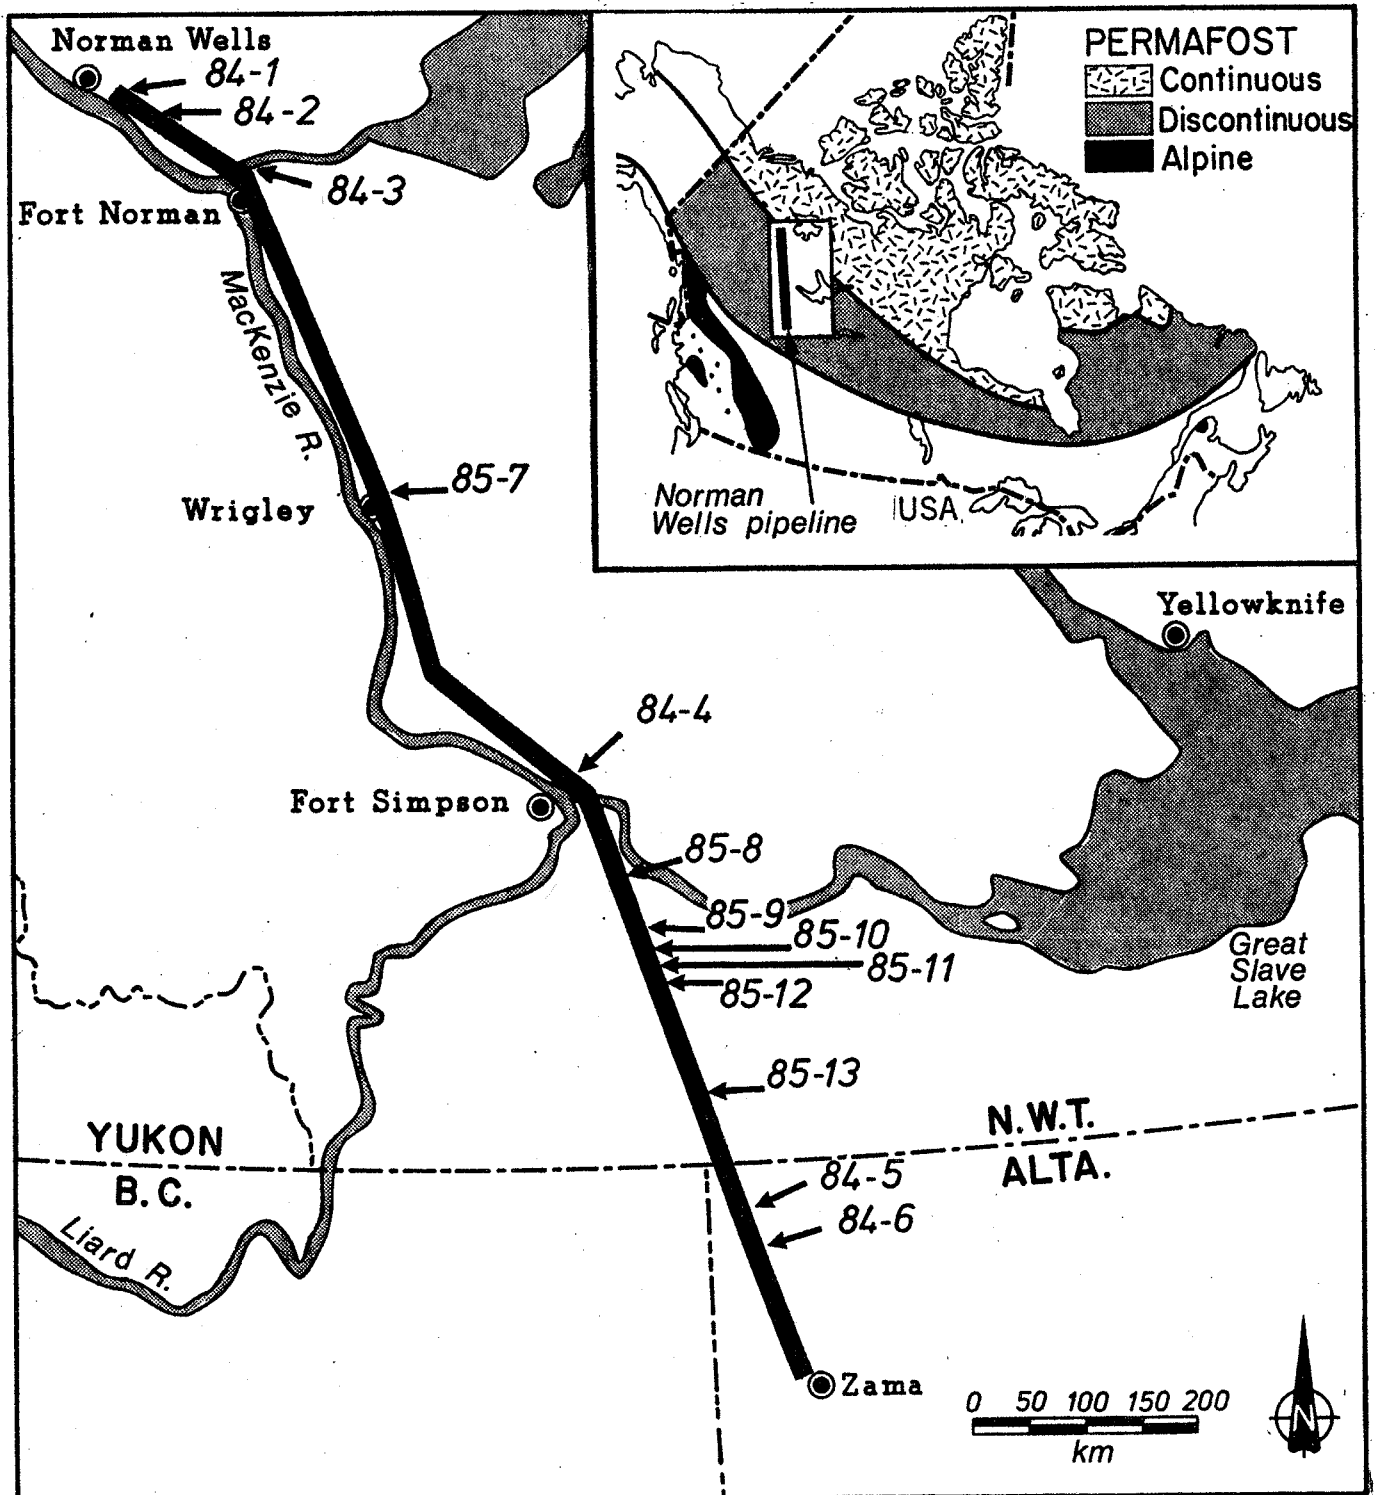 Norman Wells
84-1
84-2
84-3
Fort Norman
MacKenzie R.
85-7
Wrigley
PERMAFOST
Continuous
Discontinuous
Alpine
Norman
Wells pipeline
USA
Yellowknife
84-4
Fort Simpson
85-8
85-9
85-10
85-11
85-12
Great
Slave
Lake
85-13
YUKON
N.W.T.
B.C.
ALTA.
84-5
84-6
Liard R.
Zama
0 50 100 150 200
km
N